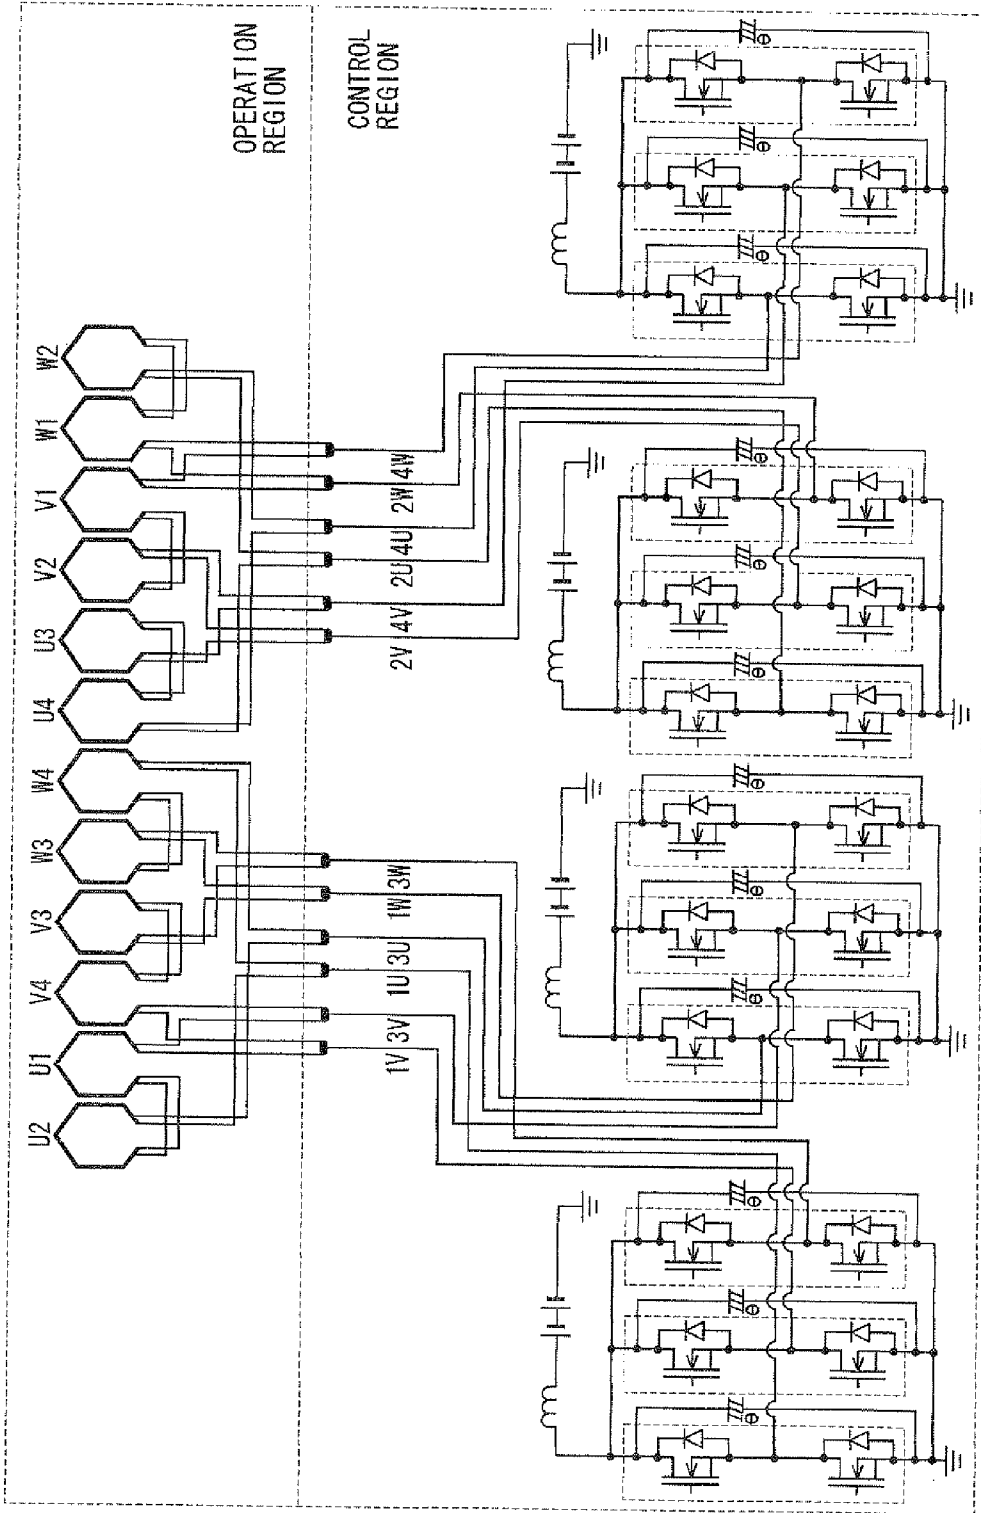 U2 U1 V4 V3 W3 W4 U4 U3 V2 V1 W1 W2
OPERATION
REGION
CONTROL
REGION
1V 3V 1U 3U 1W 3W 2V 4V 2U 4U 2W 4W